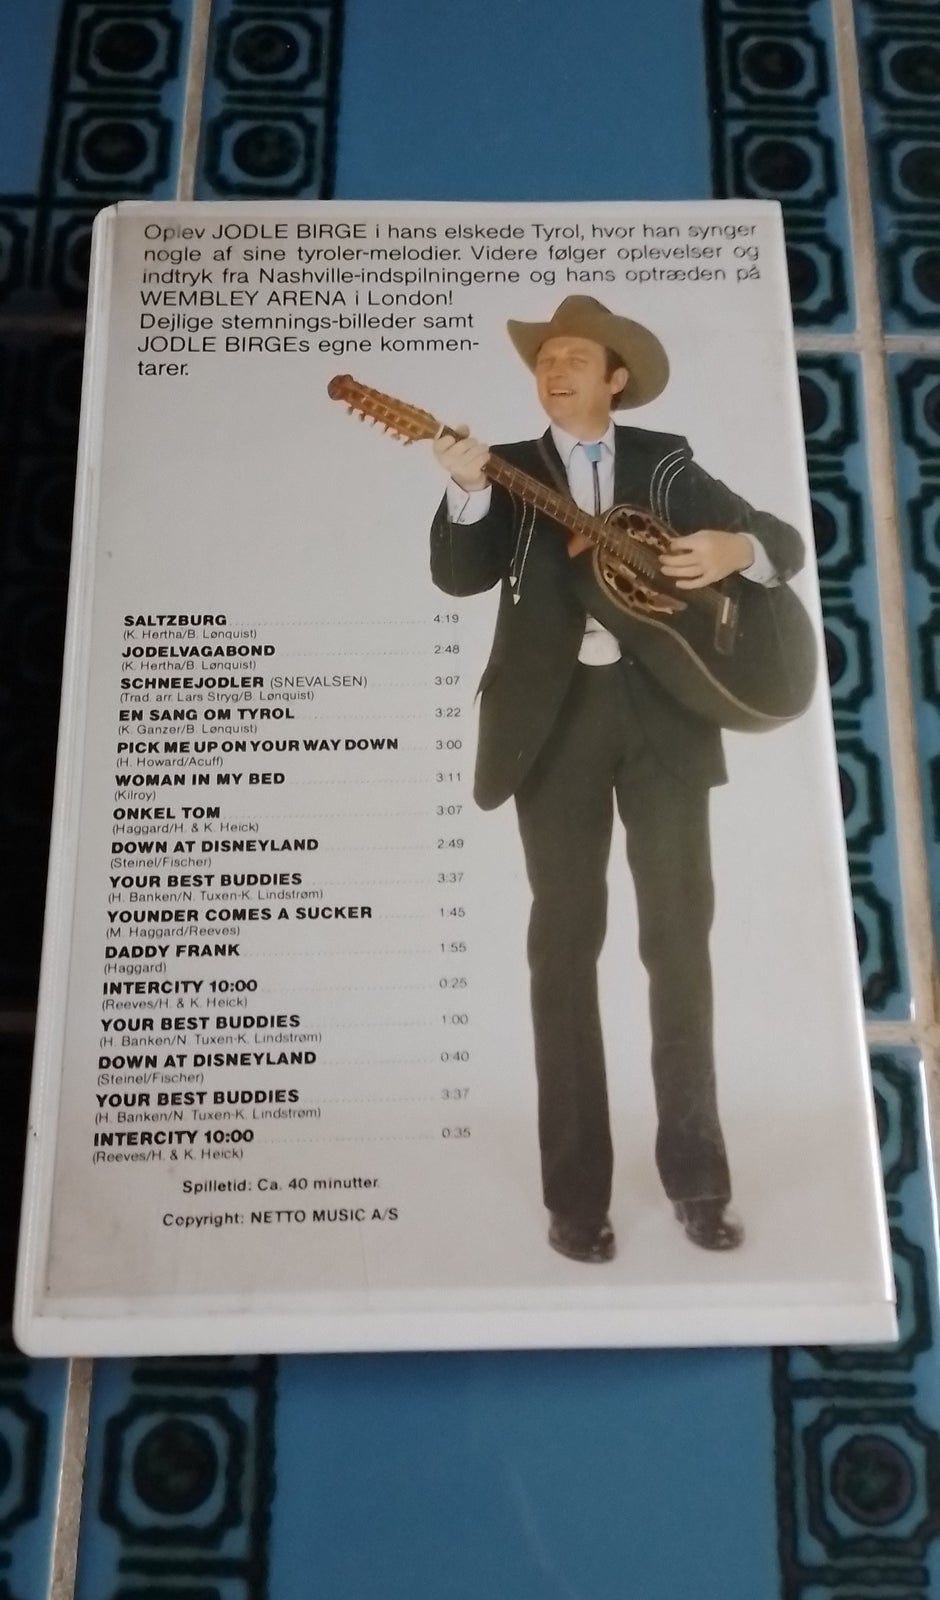 Oplev JODLE BIRGE i hans elskede Tyrol, hvor han synger
nogle af sine tyroler-melodier. Videre følger oplevelser og
indtryk fra Nashville-indspilningerne og hans optræden på
WEMBLEY ARENA i London!
Dejlige stemnings-billeder samt
JODLE BIRGEs egne kommen-
tarer.
SALTZBURG 4:19
(K. Hertha/B. Lønquist)
JODELVAGABOND 2:48
(K. Hertha/B. Lønquist)
SCHNEEJODLER (SNEVALSEN) 3:07
(Trad. arr. Lars Stryg/B. Lønquist)
EN SANG OM TYROL 3:22
(K. Ganzer/B. Lønquist)
PICK ME UP ON YOUR WAY DOWN 3:00
(H. Howard/Acuff)
WOMAN IN MY BED 3:11
(Kilroy)
ONKEL TOM 3:07
(Haggard/H. & K. Heick)
DOWN AT DISNEYLAND 2:49
(Steinel/Fischer)
YOUR BEST BUDDIES 3:37
(H. Banken/N. Tuxen-K. Lindstrøm)
YOUNDER COMES A SUCKER 1:45
(M. Haggard/Reeves)
DADDY FRANK 1:55
(Haggard)
INTERCITY 10:00 0:25
(Reeves/H. & K. Heick)
YOUR BEST BUDDIES 1:00
(H. Banken/N. Tuxen-K. Lindstrøm)
DOWN AT DISNEYLAND 0:40
(Steinel/Fischer)
YOUR BEST BUDDIES 3:37
(H. Banken/N. Tuxen-K. Lindstrøm)
INTERCITY 10:00 0:35
(Reeves/H. & K. Heick)
Spilletid: Ca. 40 minutter.
Copyright: NETTO MUSIC A/S